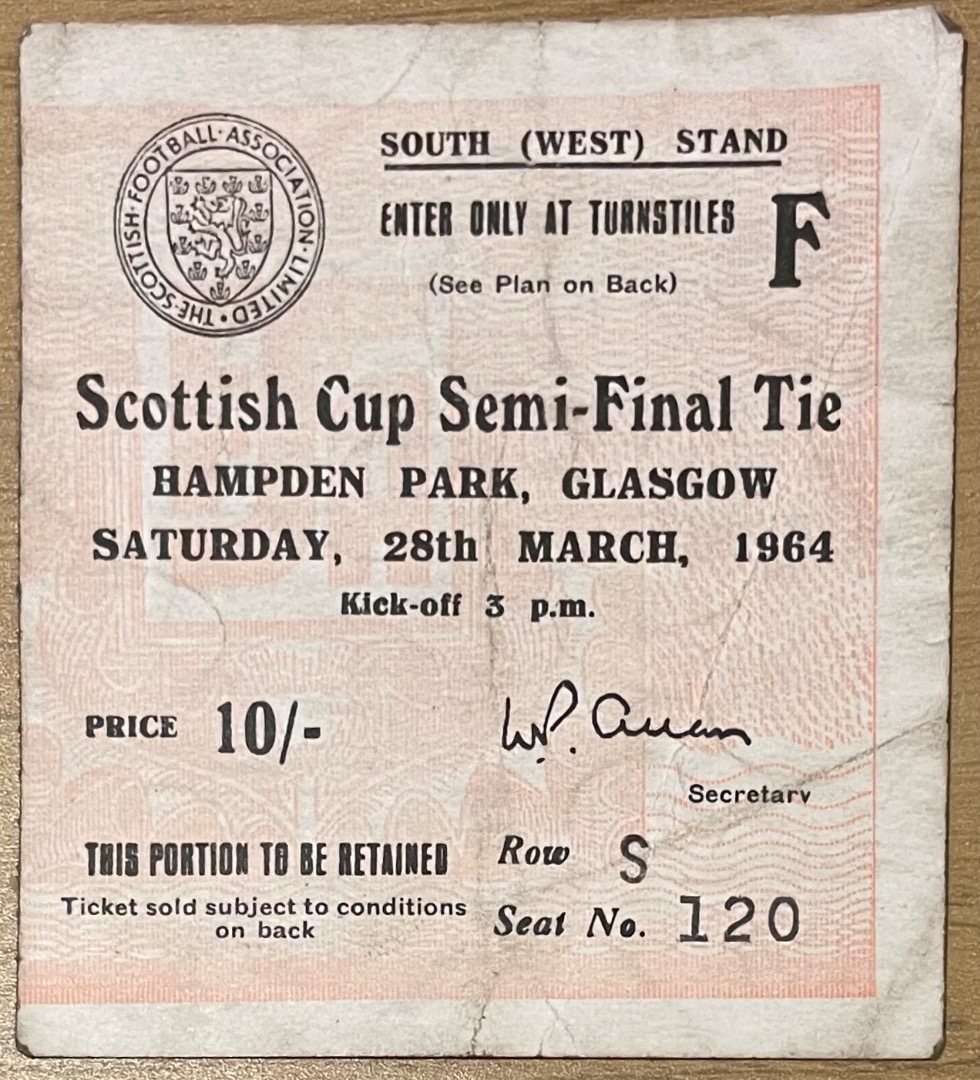 THE·SCOTTISH·FOOTBALL·ASSOCIATION·LIMITED·
SOUTH (WEST) STAND
ENTER ONLY AT TURNSTILES F
(See Plan on Back)
Scottish Cup Semi-Final Tie
HAMPDEN PARK, GLASGOW
SATURDAY, 28th MARCH, 1964
Kick-off 3 p.m.
PRICE 10/-
W.P. Allan
Secretary
THIS PORTION TO BE RETAINED
Ticket sold subject to conditions
on back
Row S
Seat No. 120